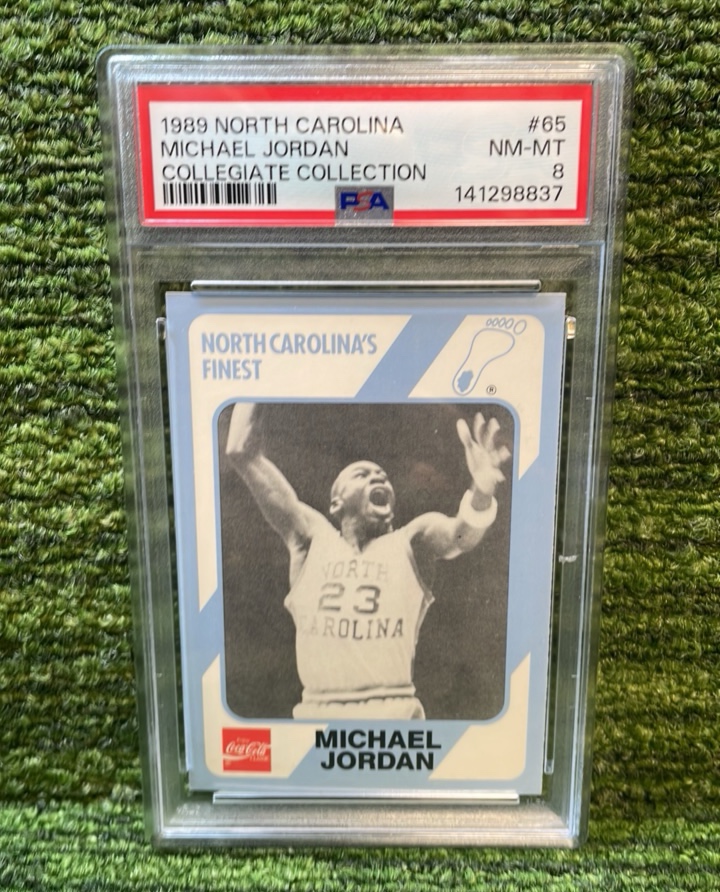 1989 NORTH CAROLINA #65
MICHAEL JORDAN NM-MT
COLLEGIATE COLLECTION 8
PSA 141298837
NORTH CAROLINA'S
FINEST
®
NORTH
23
CAROLINA
Coca-Cola
MICHAEL
JORDAN